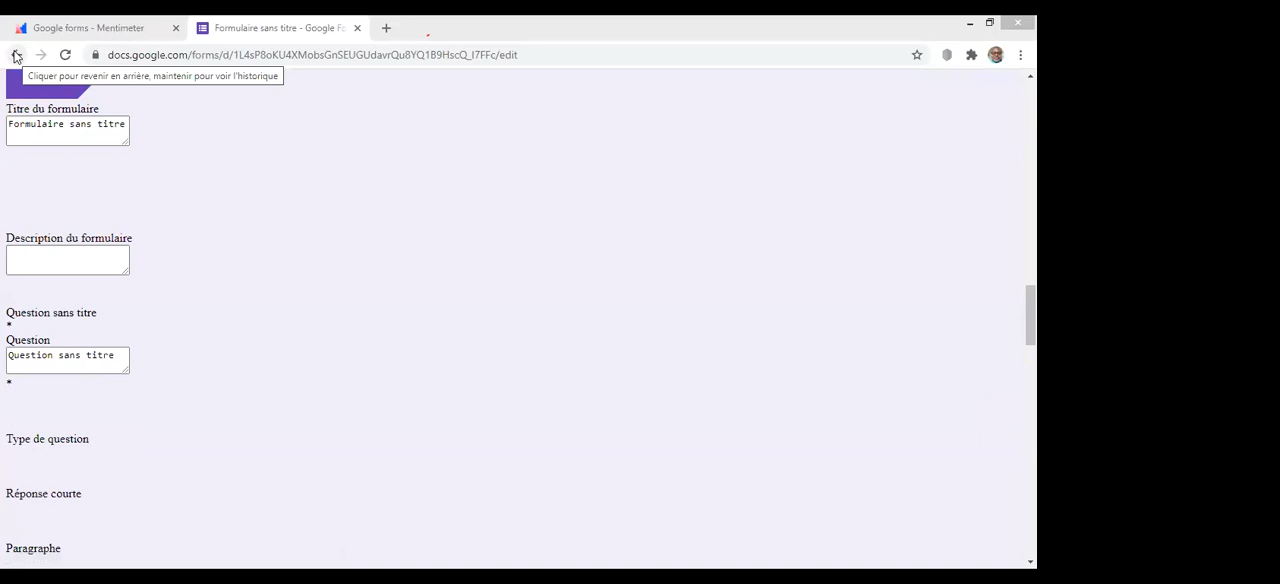 Google forms - Mentimeter
Formulaire sans titre - Google Fo
docs.google.com/forms/d/1L4sP8oKU4XMobsGnSEUGUdavrQu8YQ1B9HscQ_I7FFc/edit
Cliquer pour revenir en arrière, maintenir pour voir l'historique
Titre du formulaire
Formulaire sans titre
Description du formulaire
Question sans titre
*
Question
Question sans titre
*
Type de question
Réponse courte
Paragraphe